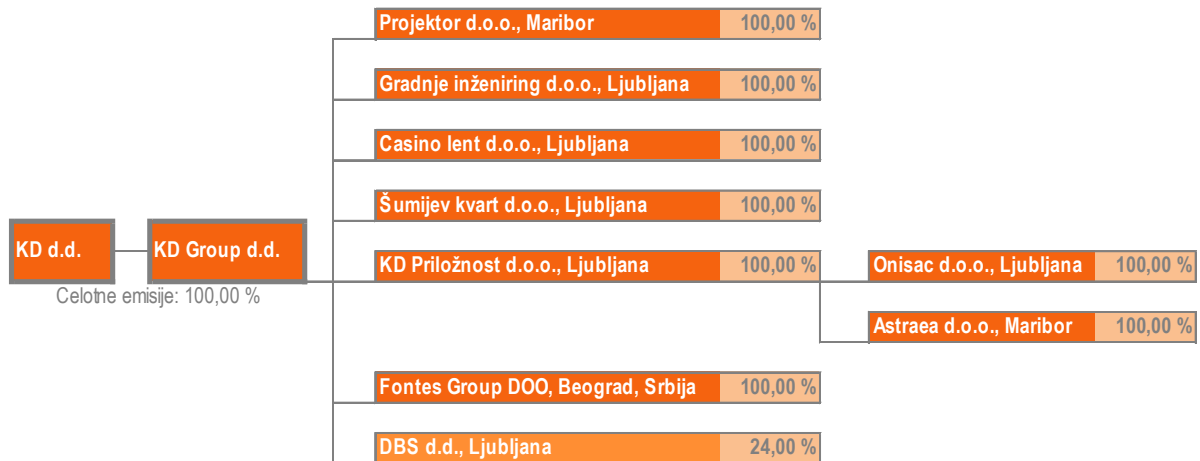 Projektor d.o.o., Maribor 100,00 %
Gradnje inženiring d.o.o., Ljubljana 100,00 %
Casino lent d.o.o., Ljubljana 100,00 %
Šumijev kvart d.o.o., Ljubljana 100,00 %
KD d.d. KD Group d.d.
KD Priložnost d.o.o., Ljubljana 100,00 % Onisac d.o.o., Ljubljana 100,00 %
Celotne emisije: 100,00 %
Astraea d.o.o., Maribor 100,00 %
Fontes Group DOO, Beograd, Srbija 100,00 %
DBS d.d., Ljubljana 24,00 %